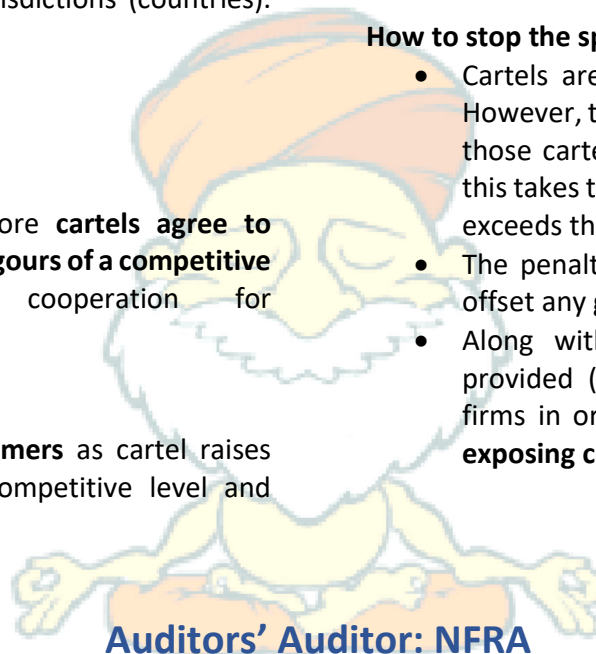 isdictions (countries).
ore cartels agree to
gours of a competitive
cooperation for
mers as cartel raises
ompetitive level and
How to stop the sp
• Cartels are
However, t
those carte
this takes t
exceeds th
• The penalt
offset any g
• Along wit
provided (
firms in or
exposing c
Auditors’ Auditor: NFRA